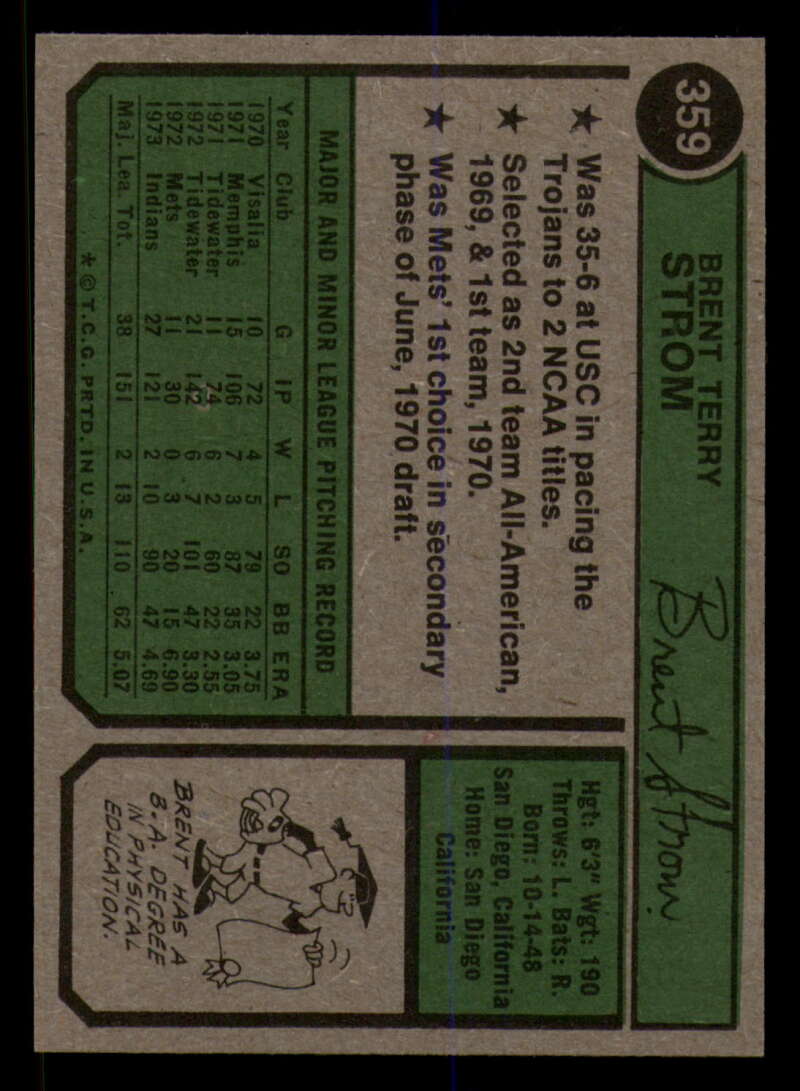 359
BRENT TERRY
STROM
Brent Strom
★ Was 35-6 at USC in pacing the
Trojans to 2 NCAA titles.
★ Selected as 2nd team All-American,
1969, & 1st team, 1970.
★ Was Mets' 1st choice in secondary
phase of June, 1970 draft.
MAJOR AND MINOR LEAGUE PITCHING RECORD
Year Club G IP W L SO BB ERA
1970 Visalia 10 72 4 5 79 22 3.75
1971 Memphis 15 106 7 3 87 35 3.05
1971 Tidewater 11 74 6 2 60 22 2.55
1972 Tidewater 21 142 6 7 101 47 3.30
1972 Mets 11 30 0 3 20 15 6.90
1973 Indians 27 121 2 10 90 47 4.69
Maj. Lea. Tot. 38 151 2 13 110 62 5.07
* © T.C.G. PRTD. IN U.S.A.
Hgt: 6'3" Wgt: 190
Throws: L. Bats: R.
Born: 10-14-48
San Diego, California
Home: San Diego
California
BRENT HAS A
B.A. DEGREE
IN PHYSICAL
EDUCATION.